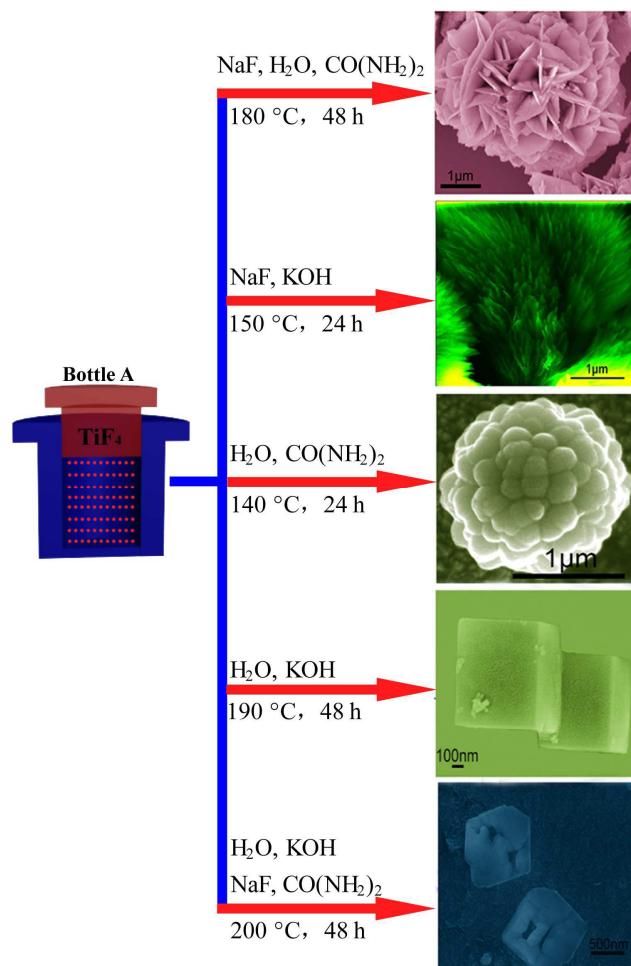 NaF, H₂O, CO(NH₂)₂
180 °C, 48 h
1μm
NaF, KOH
150 °C, 24 h
1μm
Bottle A
TiF₄
H₂O, CO(NH₂)₂
140 °C, 24 h
1μm
H₂O, KOH
190 °C, 48 h
100nm
H₂O, KOH
NaF, CO(NH₂)₂
200 °C, 48 h
500nm